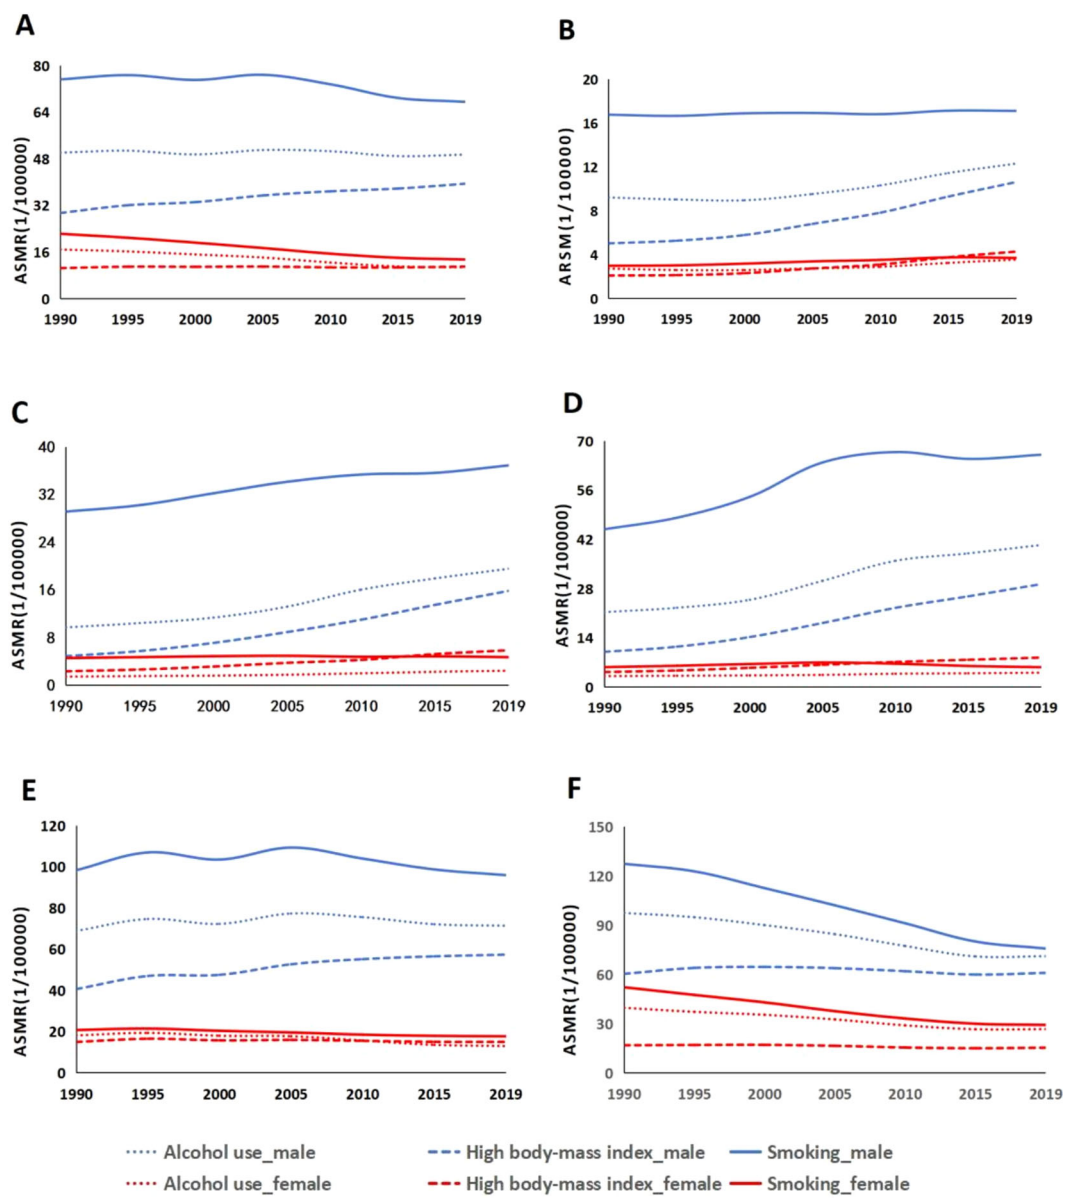 A
ASMR(1/100000)
80
64
48
32
16
0
1990 1995 2000 2005 2010 2015 2019
B
ARSM (1/100000)
20
16
12
8
4
0
1990 1995 2000 2005 2010 2015 2019
C
ASMR(1/100000)
40
32
24
16
8
0
1990 1995 2000 2005 2010 2015 2019
D
ASMR(1/100000)
70
56
42
28
14
0
1990 1995 2000 2005 2010 2015 2019
E
ASMR(1/100000)
120
100
80
60
40
20
0
1990 1995 2000 2005 2010 2015 2019
F
ASMR(1/100000)
150
120
90
60
30
0
1990 1995 2000 2005 2010 2015 2019
Alcohol use_male High body-mass index_male Smoking_male
Alcohol use_female High body-mass index_female Smoking_female